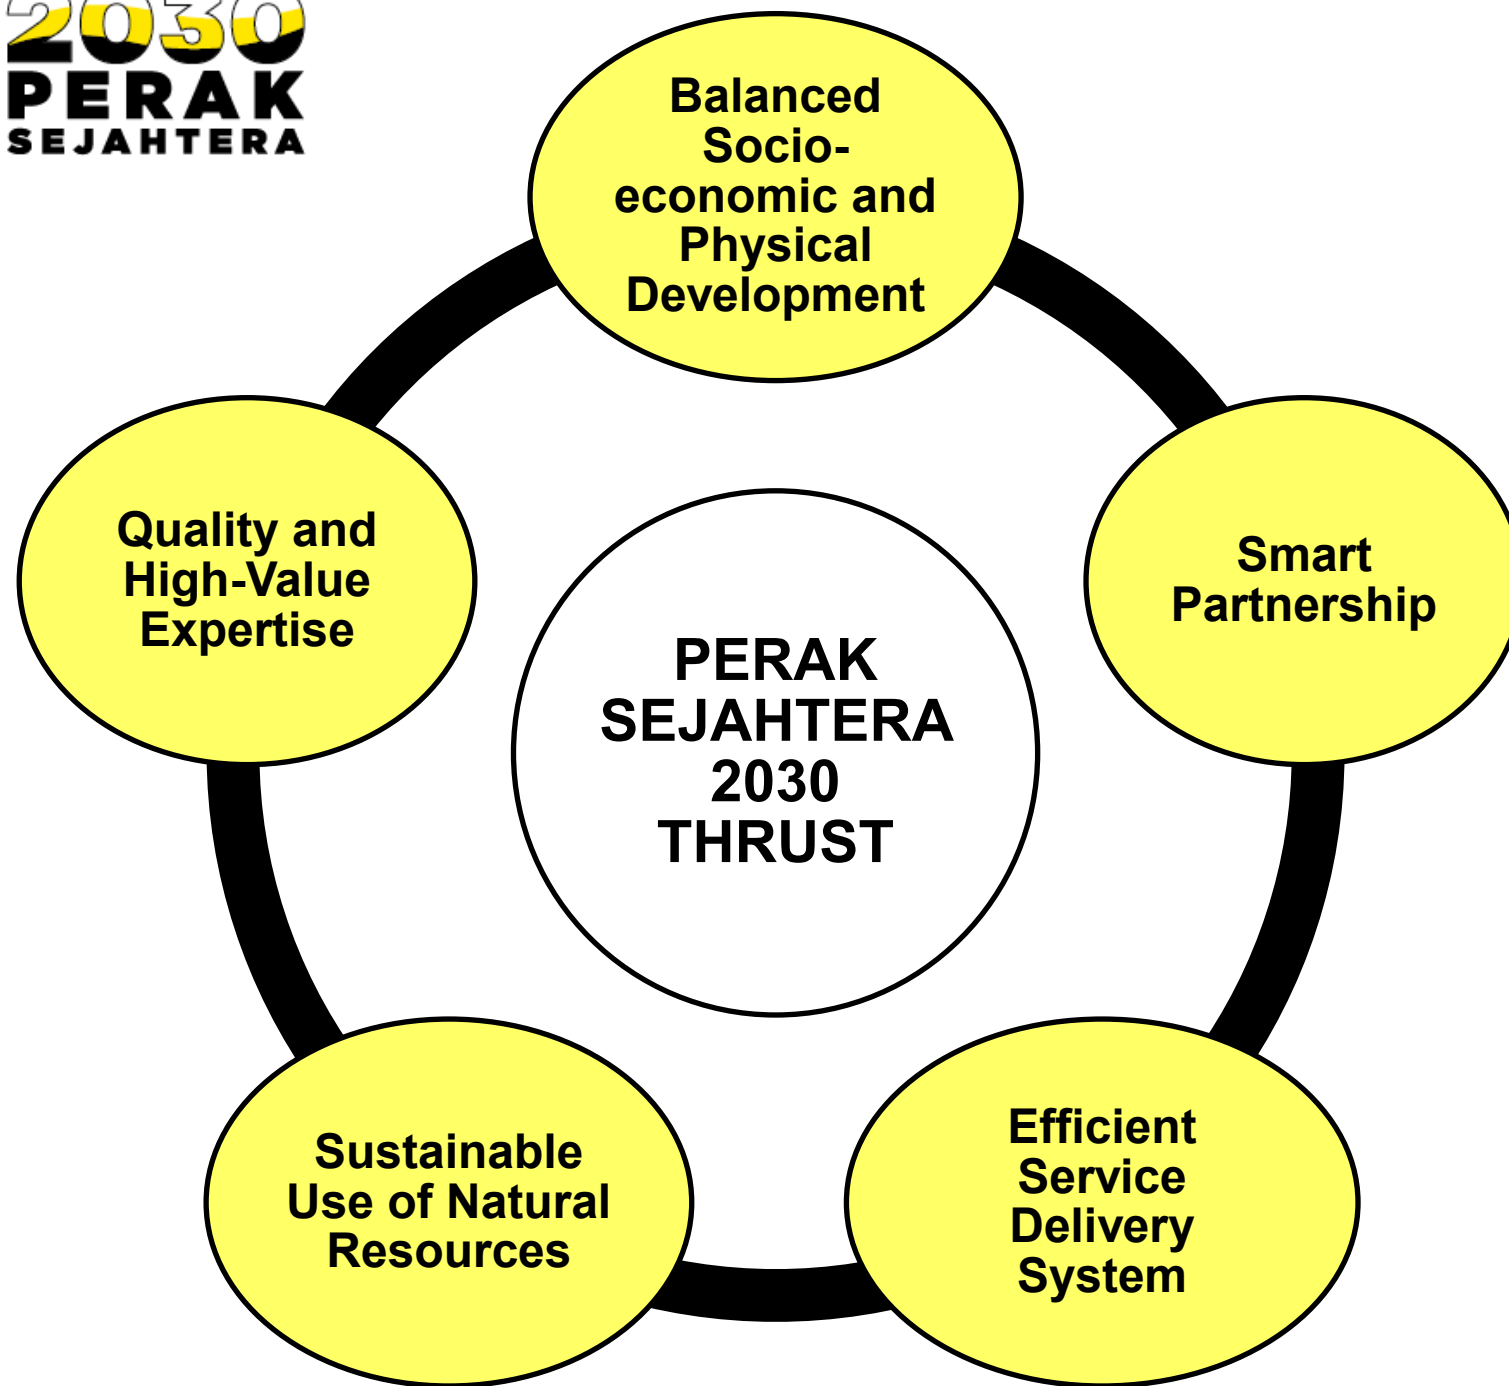 2030
PERAK
SEJAHTERA
Balanced
Socio-
economic and
Physical
Development
Quality and
High-Value
Expertise
Smart
Partnership
PERAK
SEJAHTERA
2030
THRUST
Sustainable
Use of Natural
Resources
Efficient
Service
Delivery
System